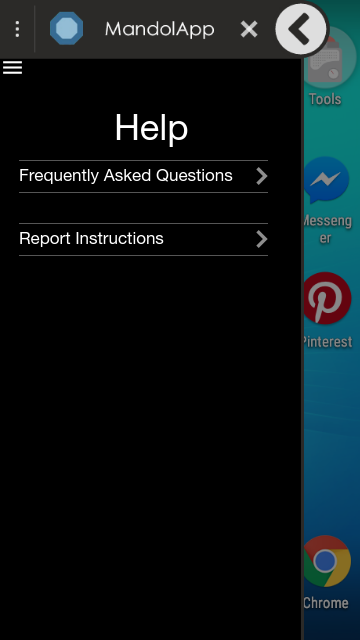 MandolApp
Tools
Help
Frequently Asked Questions
Messeng
er
Report Instructions
Pinterest
Chrome